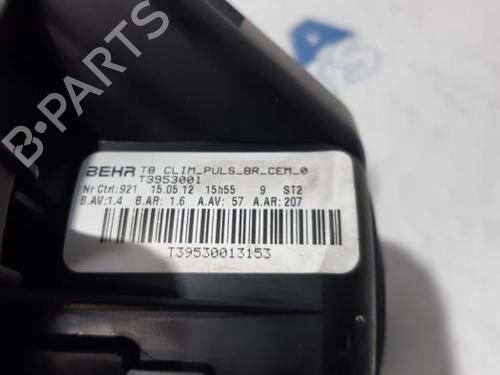 BEHR T8 CLIM_PULS_BR_CEM_0
T3953001
Nr Ctrl:921 15.05.12 15h55 9 ST2
B.AV:1.4 B.AR: 1.6 A.AV: 57 A.AR:207
T39530013153
B-PARTS